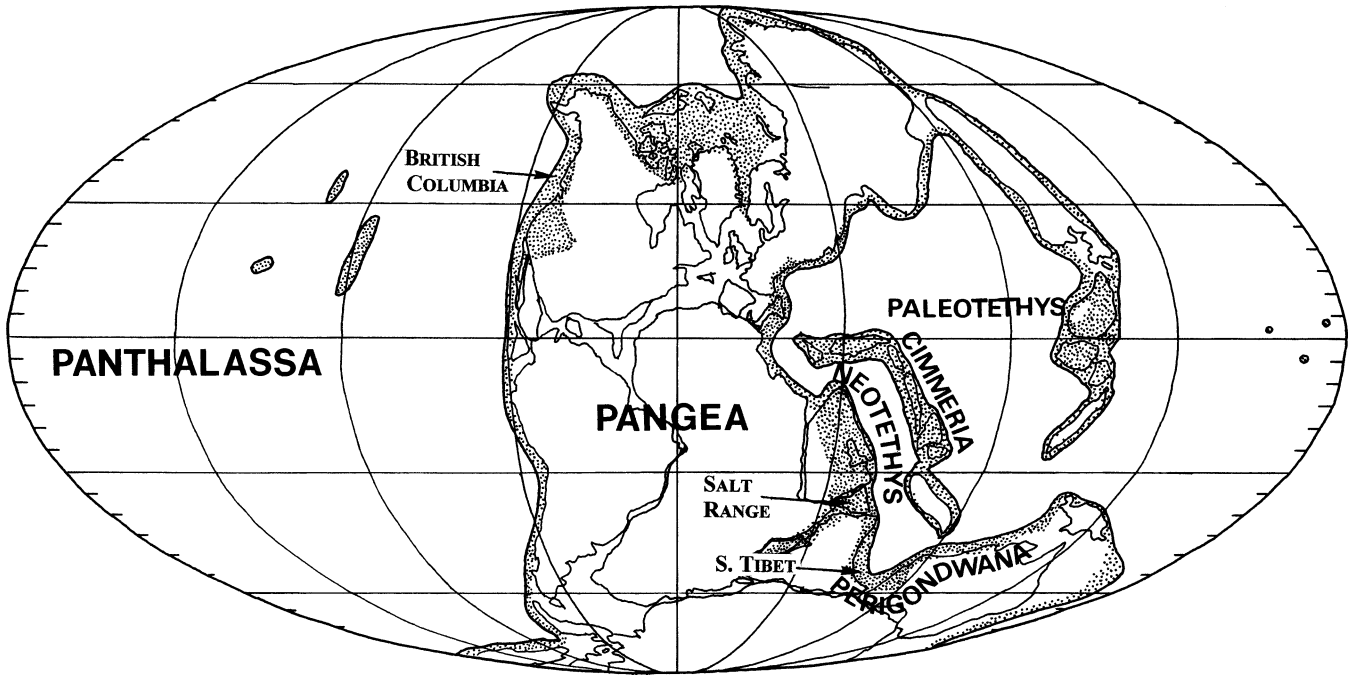 BRITISH
COLUMBIA
PALEOTETHYS
CIMMERIA
PANTHALASSA
NEOTETHYS
PANGEA
SALT
RANGE
S. TIBET
PERIGONDWANA